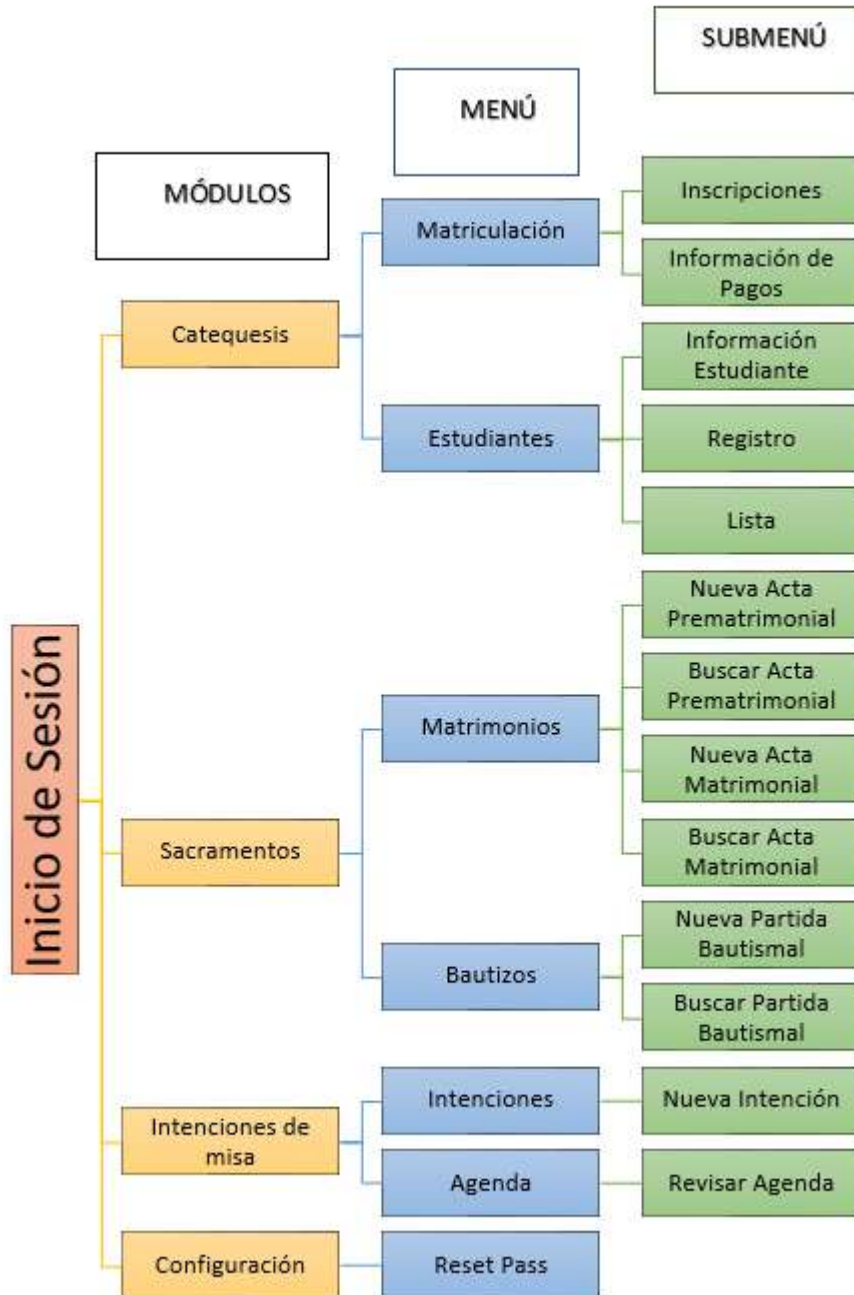 SUBMENÚ
MENÚ
MÓDULOS
Inicio de Sesión
Catequesis
Matriculación
Inscripciones
Información de
Pagos
Estudiantes
Información
Estudiante
Registro
Lista
Sacramentos
Matrimonios
Nueva Acta
Prematrimonial
Buscar Acta
Prematrimonial
Nueva Acta
Matrimonial
Buscar Acta
Matrimonial
Bautizos
Nueva Partida
Bautismal
Buscar Partida
Bautismal
Intenciones de
misa
Intenciones
Nueva Intención
Agenda
Revisar Agenda
Configuración
Reset Pass